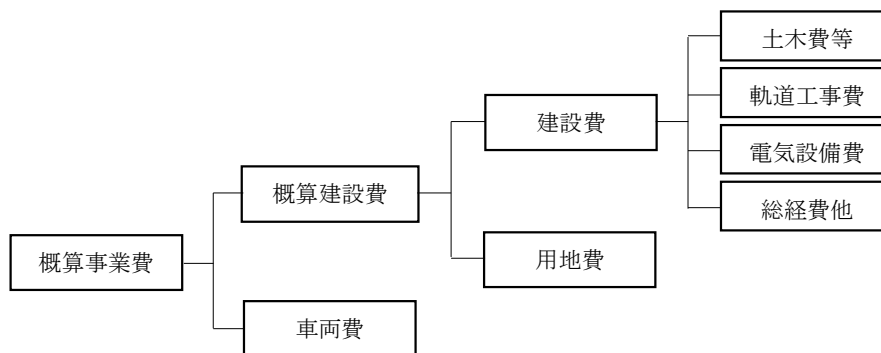 土木費等
軌道工事費
建設費
電気設備費
概算建設費
総経費他
概算事業費
用地費
車両費